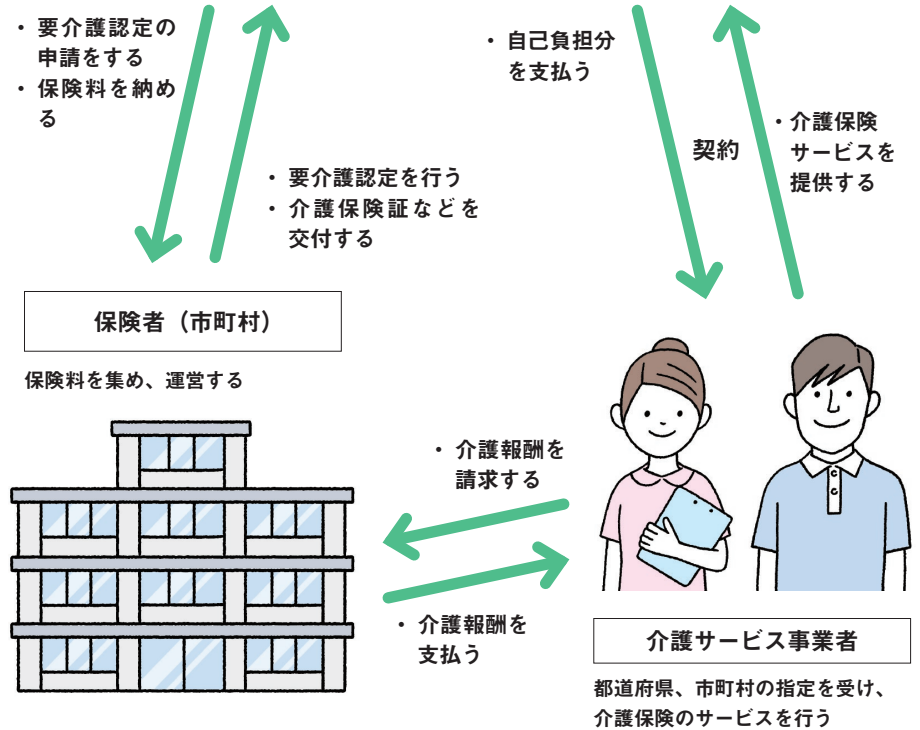 ・ 要介護認定の
申請をする
・ 保険料を納め
る
・ 要介護認定を行う
・ 介護保険証などを
交付する
・ 自己負担分
を支払う
契約
・ 介護保険
サービスを
提供する
保険者（市町村）
保険料を集め、運営する
・ 介護報酬を
請求する
・ 介護報酬を
支払う
介護サービス事業者
都道府県、市町村の指定を受け、
介護保険のサービスを行う